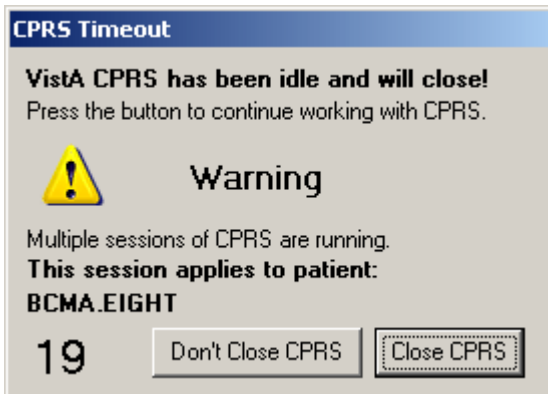 CPRS Timeout
VistA CPRS has been idle and will close!
Press the button to continue working with CPRS.
Warning
Multiple sessions of CPRS are running.
This session applies to patient:
BCMA.EIGHT
19 Don't Close CPRS Close CPRS